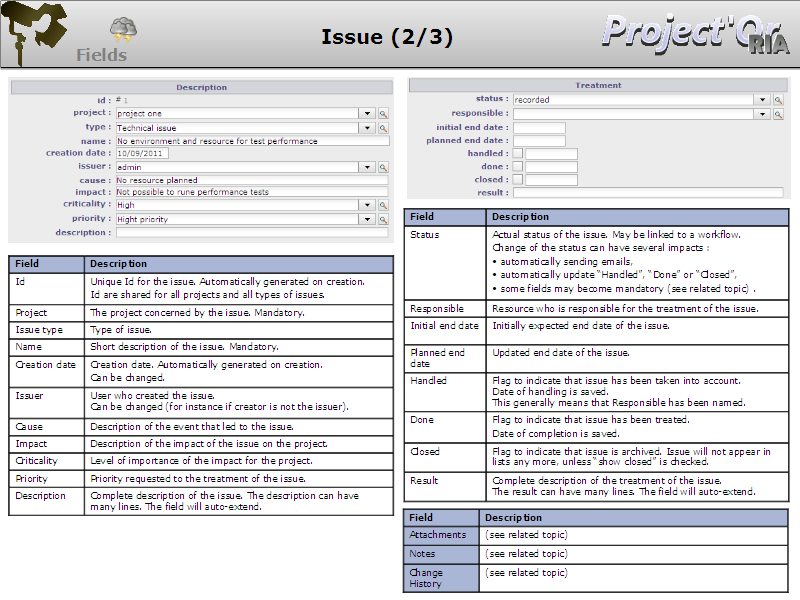 Issue (2/3)
Fields
Project'Or
RIA
Description
id : # 1
project : project one
type : Technical issue
name : No environment and resource for test performance
creation date : 10/09/2011
issuer : admin
cause : No resource planned
impact : Not possible to rune performance tests
criticality : High
priority : Hight priority
description :
Field Description
Id Unique Id for the issue. Automatically generated on creation.
Id are shared for all projects and all types of issues.
Project The project concerned by the issue. Mandatory.
Issue type Type of issue.
Name Short description of the issue. Mandatory.
Creation date Creation date. Automatically generated on creation.
Can be changed.
Issuer User who created the issue.
Can be changed (for instance if creator is not the issuer).
Cause Description of the event that led to the issue.
Impact Description of the impact of the issue on the project.
Criticality Level of importance of the impact for the project.
Priority Priority requested to the treatment of the issue.
Description Complete description of the issue. The description can have
many lines. The field will auto-extend.
Treatment
status : recorded
responsible :
initial end date :
planned end date :
handled :
done :
closed :
result :
Field Description
Status Actual status of the issue. May be linked to a workflow.
Change of the status can have several impacts :
• automatically sending emails,
• automatically update "Handled", "Done" or "Closed",
• some fields may become mandatory (see related topic) .
Responsible Resource who is responsible for the treatment of the issue.
Initial end date Initially expected end date of the issue.
Planned end Updated end date of the issue.
date
Handled Flag to indicate that issue has been taken into account.
Date of handling is saved.
This generally means that Responsible has been named.
Done Flag to indicate that issue has been treated.
Date of completion is saved.
Closed Flag to indicate that issue is archived. Issue will not appear in
lists any more, unless "show closed" is checked.
Result Complete description of the treatment of the issue.
The result can have many lines. The field will auto-extend.
Field Description
Attachments (see related topic)
Notes (see related topic)
Change (see related topic)
History